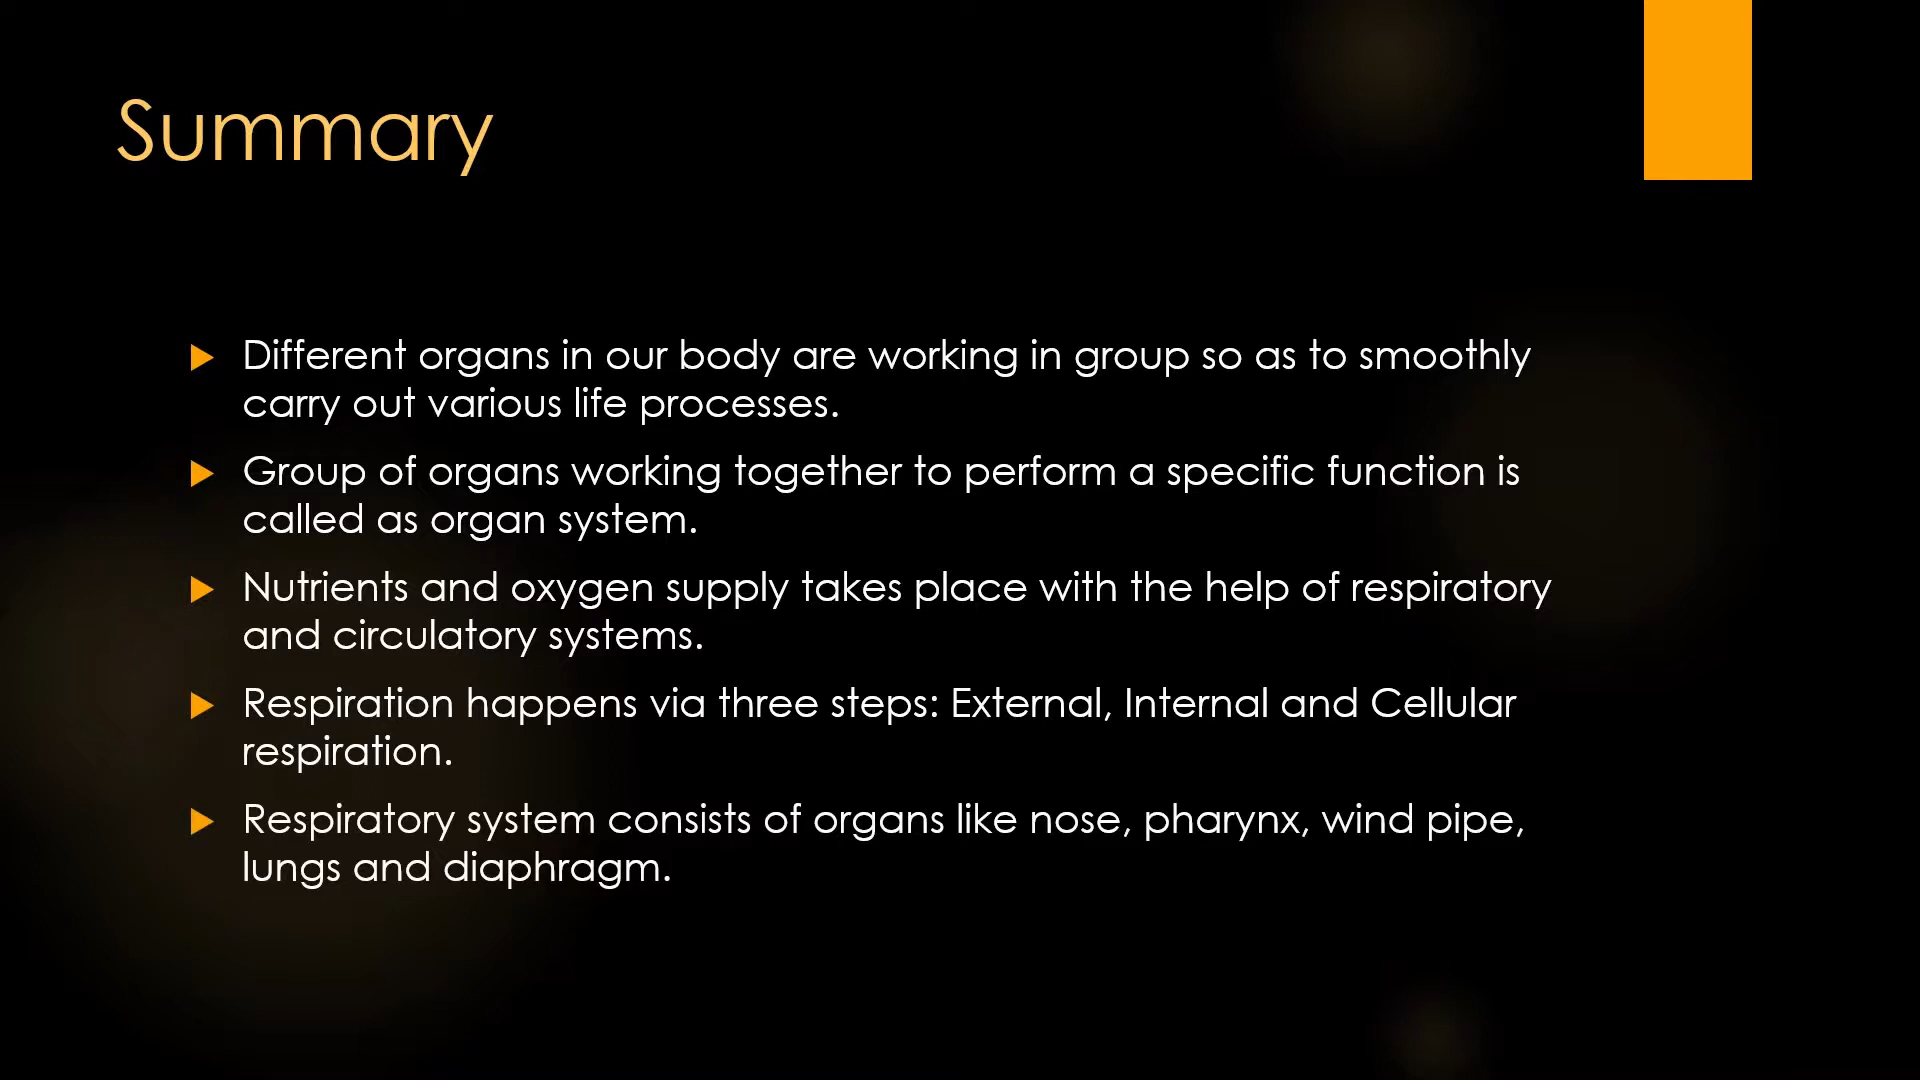 Summary
Different organs in our body are working in group so as to smoothly
carry out various life processes.
Group of organs working together to perform a specific function is
called as organ system.
Nutrients and oxygen supply takes place with the help of respiratory
and circulatory systems.
Respiration happens via three steps: External, Internal and Cellular
respiration.
Respiratory system consists of organs like nose, pharynx, wind pipe,
lungs and diaphragm.